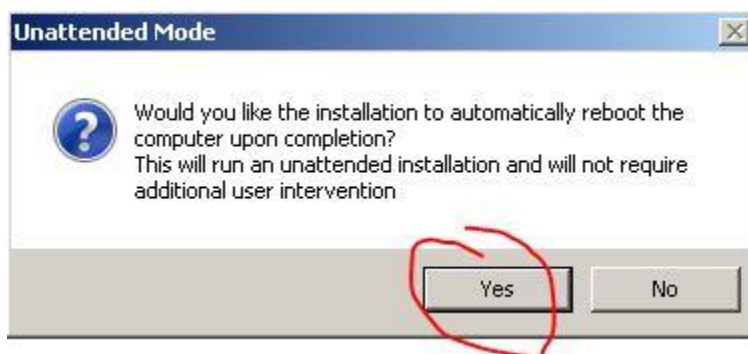 Unattended Mode
Would you like the installation to automatically reboot the
computer upon completion?
This will run an unattended installation and will not require
additional user intervention
Yes No